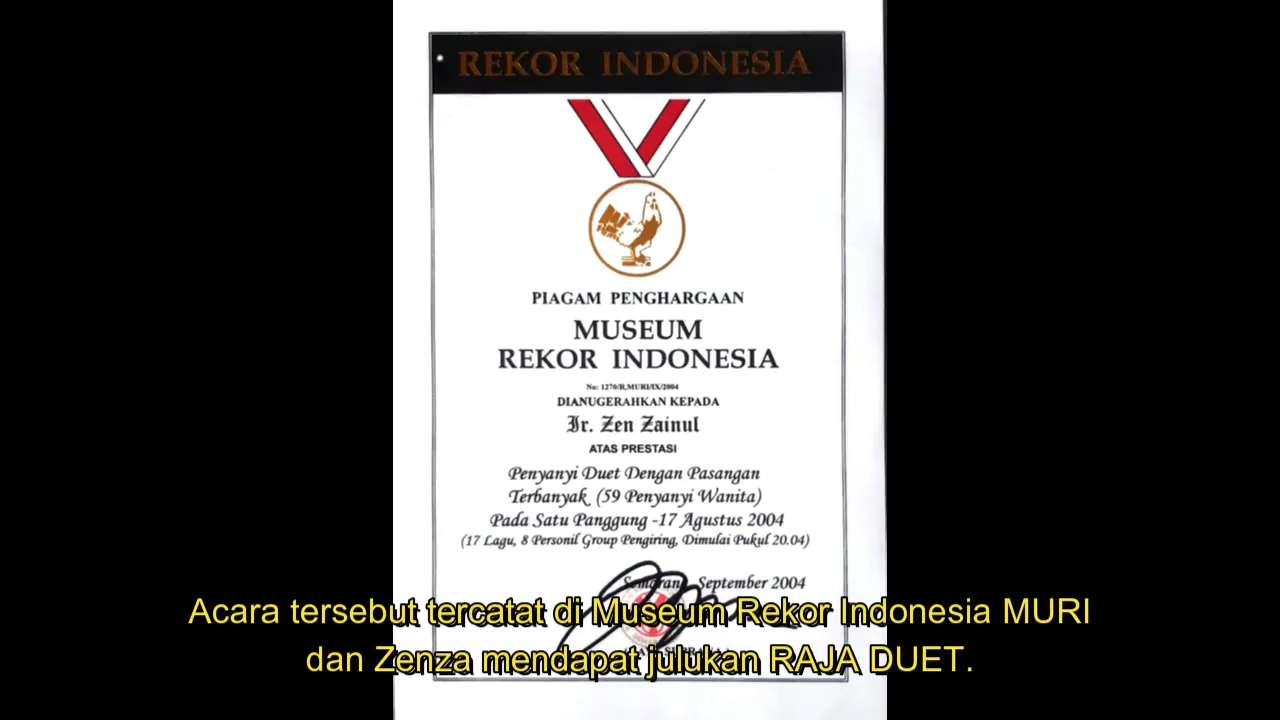 REKOR INDONESIA
PIAGAM PENGHARGAAN
MUSEUM
REKOR INDONESIA
No: 1270/R.MURI/IX/2004
DIANUGERAHKAN KEPADA
Ir. Zen Zainul
ATAS PRESTASI
Penyanyi Duet Dengan Pasangan
Terbanyak (59 Penyanyi Wanita)
Pada Satu Panggung -17 Agustus 2004
(17 Lagu, 8 Personil Group Pengiring, Dimulai Pukul 20.04)
Semarang, September 2004
Acara tersebut tercatat di Museum Rekor Indonesia MURI
dan Zenza mendapat julukan RAJA DUET.